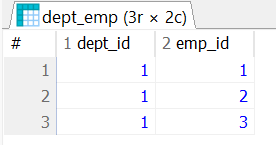 dept_emp (3r × 2c)
# 1 dept_id 2 emp_id
1 1 1
2 1 2
3 1 3